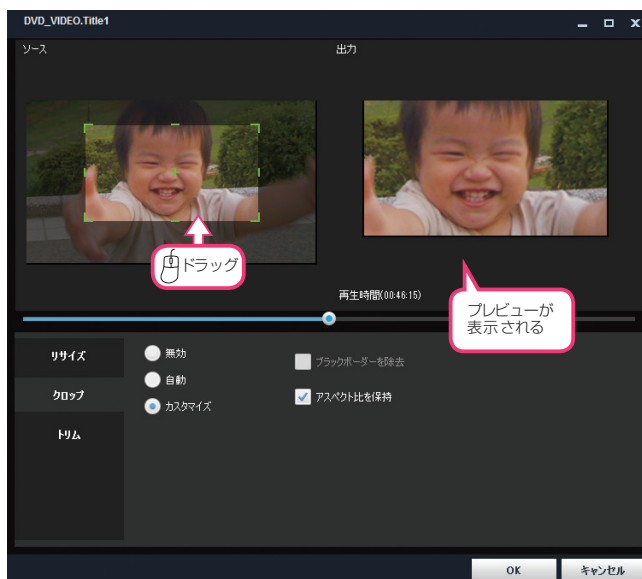 DVD_VIDEO.Title1
ソース
出力
ドラッグ
再生時間(00:46:15)
プレビューが
表示される
リサイズ
クロップ
トリム
無効
自動
カスタマイズ
ブラックボーダーを除去
アスペクト比を保持
OK
キャンセル